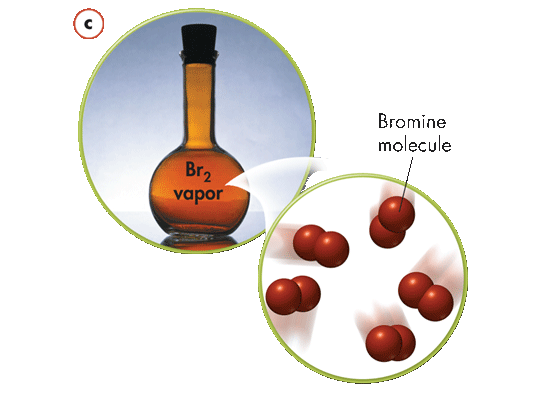 c
Br₂
vapor
Bromine
molecule